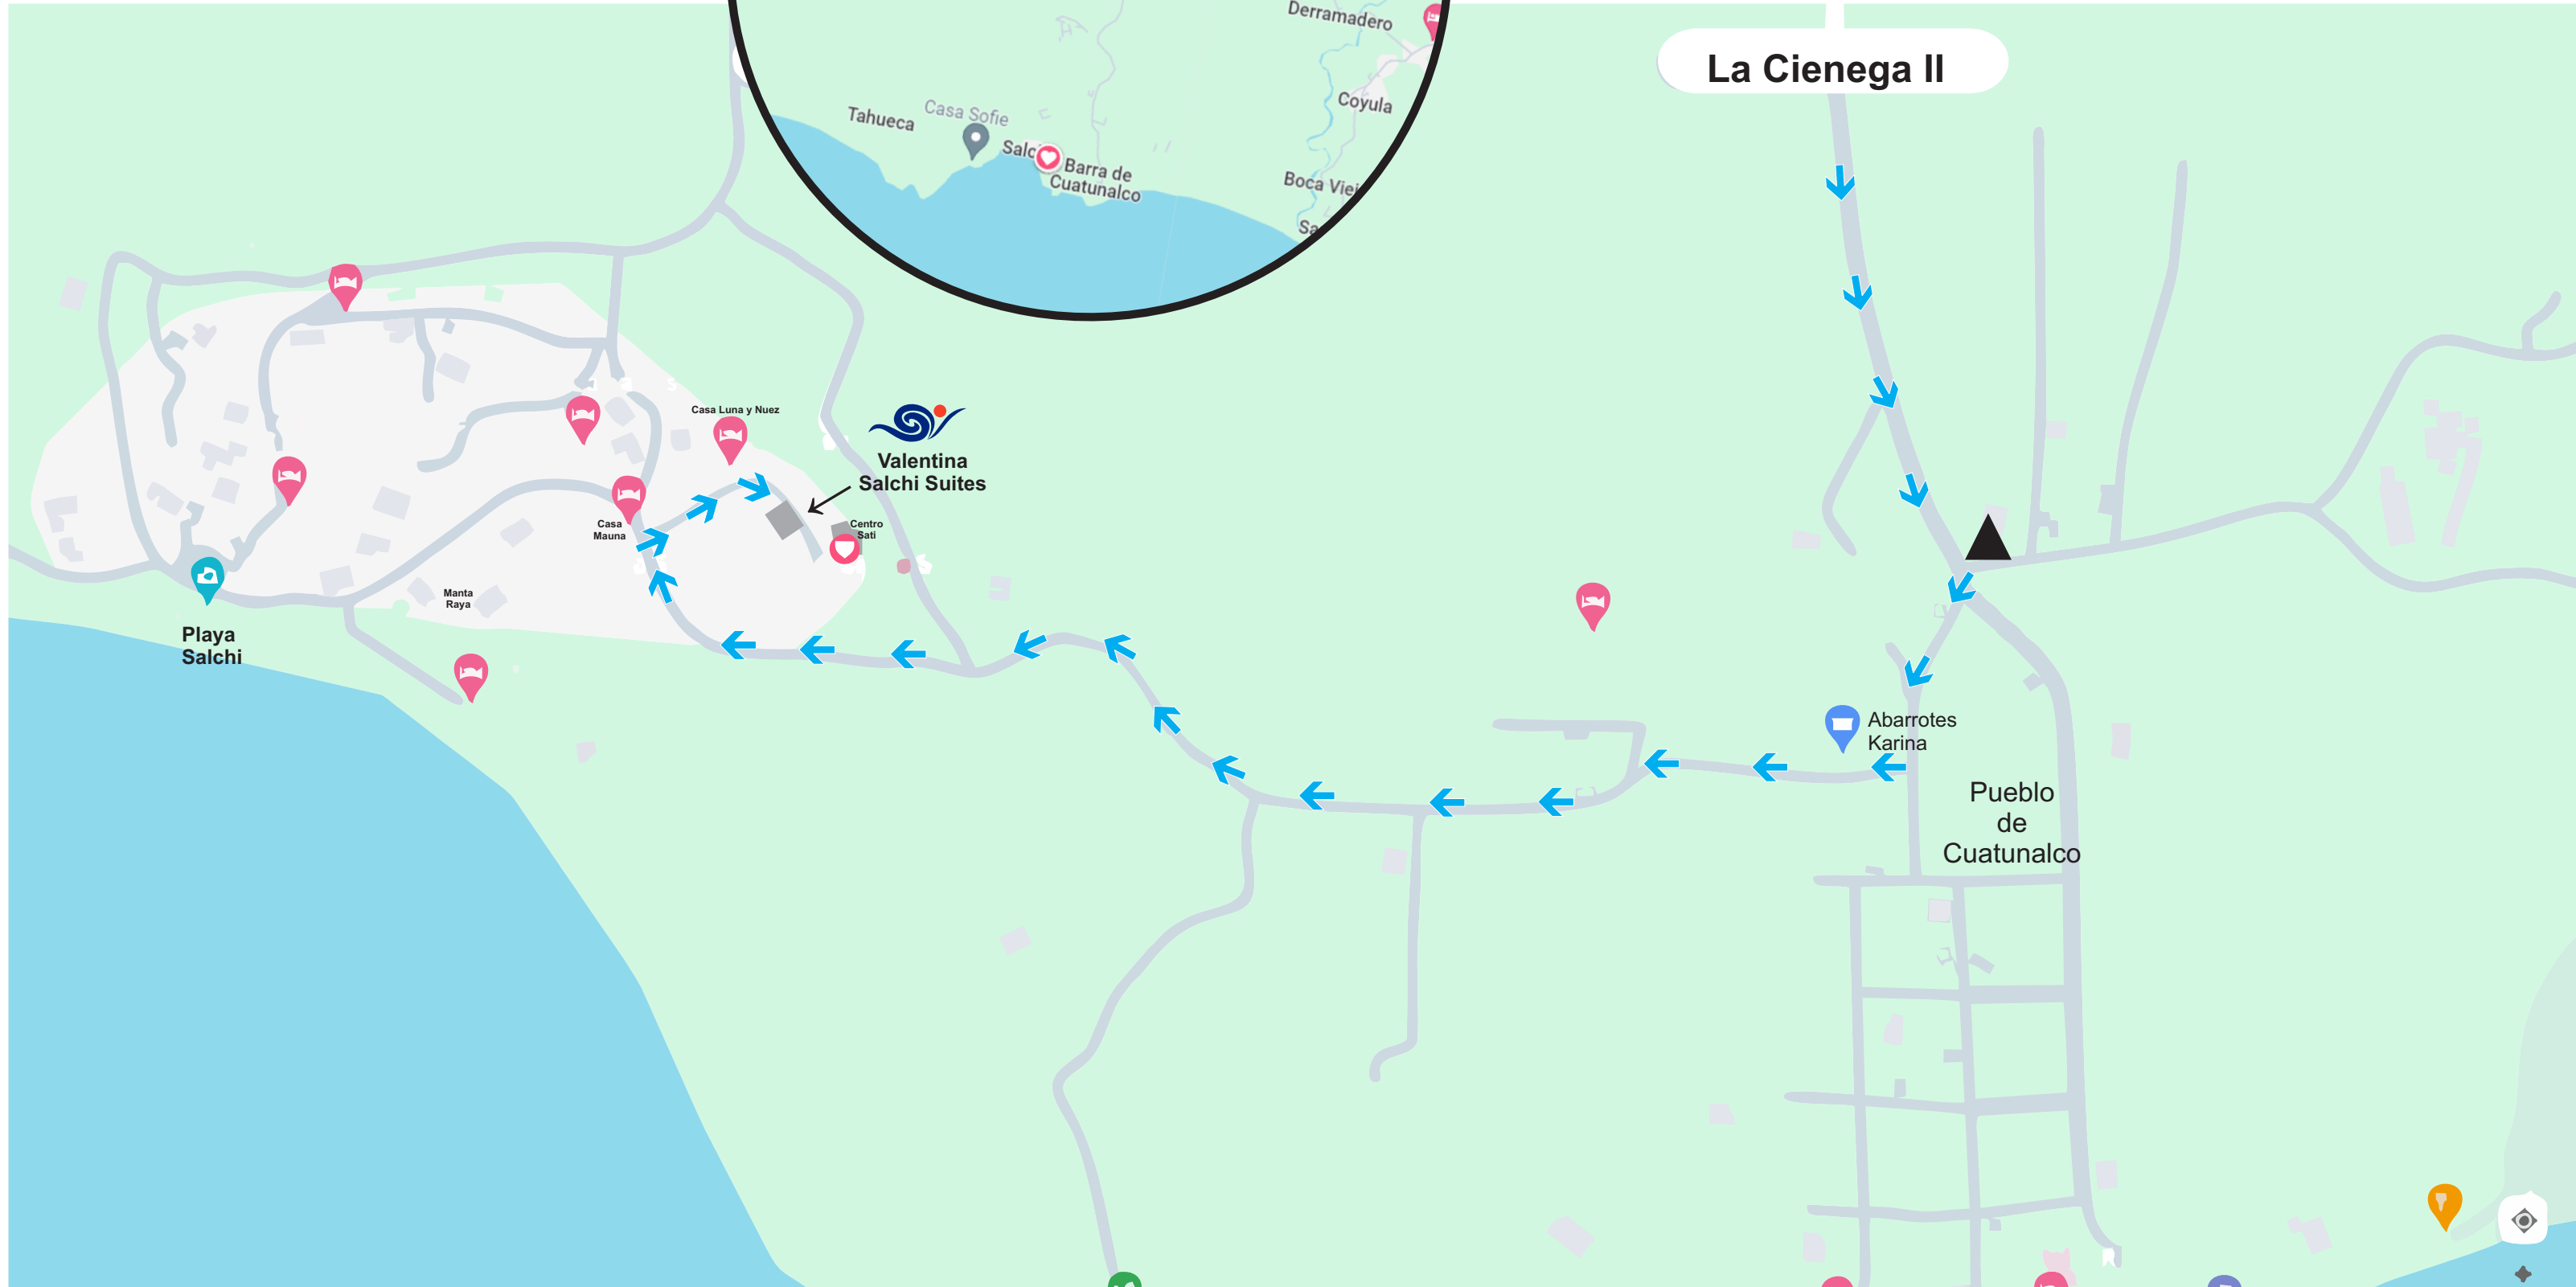 Derramadero
La Cienega II
Coyula
Tahueca
Casa Sofie
Barra de
Cuatunalco
Boca
Casa Luna y Nuez
Valentina
Salchi Suites
Casa
Mauna
Centro
Sati
Manta
Raya
Playa
Salchi
Abarrotes
Karina
Pueblo
de
Cuatunalco